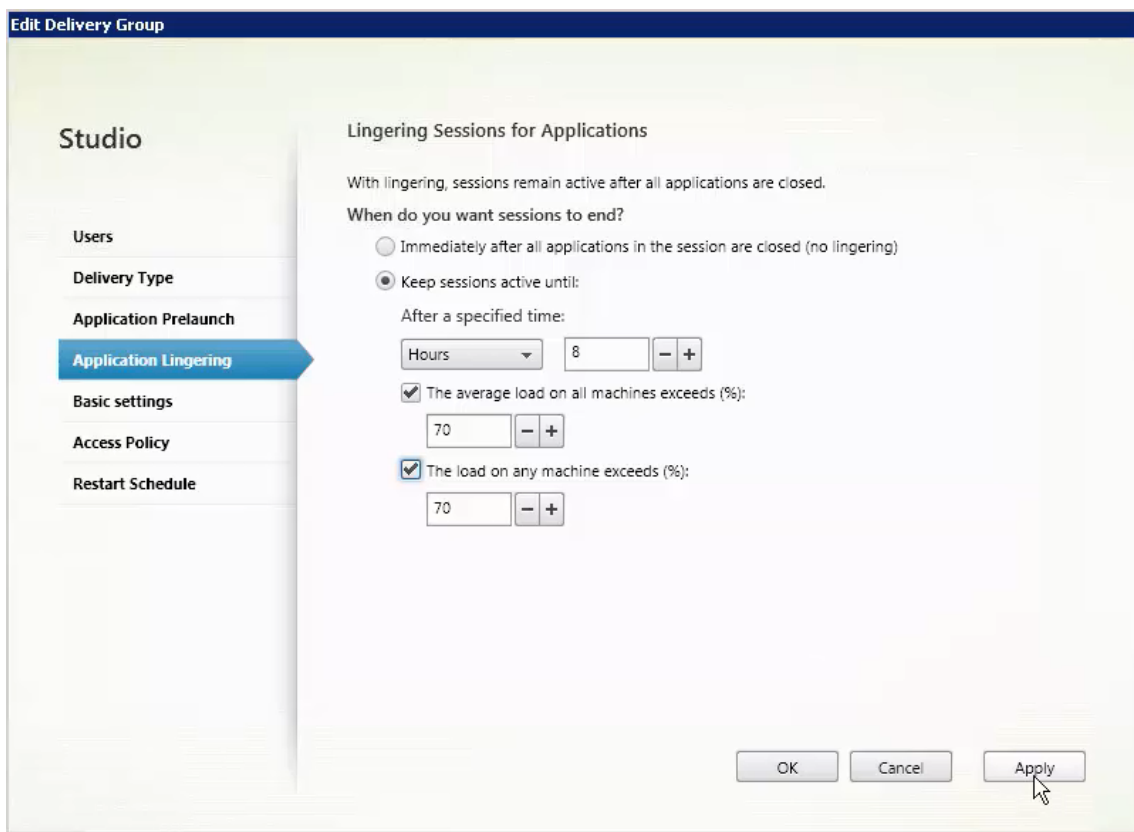 Edit Delivery Group
Studio
Users
Delivery Type
Application Prelaunch
Application Lingering
Basic settings
Access Policy
Restart Schedule
Lingering Sessions for Applications
With lingering, sessions remain active after all applications are closed.
When do you want sessions to end?
Immediately after all applications in the session are closed (no lingering)
Keep sessions active until:
After a specified time:
Hours 8 − +
The average load on all machines exceeds (%):
70 − +
The load on any machine exceeds (%):
70 − +
OK Cancel Apply